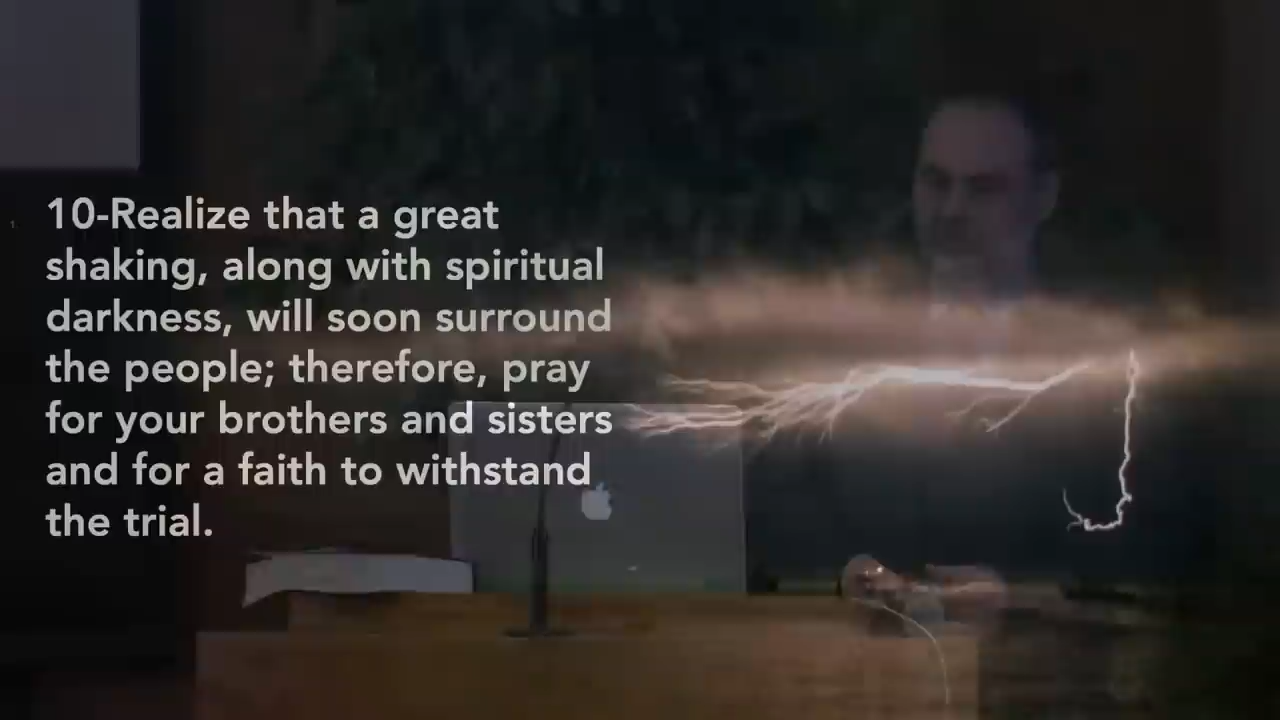 10-Realize that a great
shaking, along with spiritual
darkness, will soon surround
the people; therefore, pray
for your brothers and sisters
and for a faith to withstand
the trial.